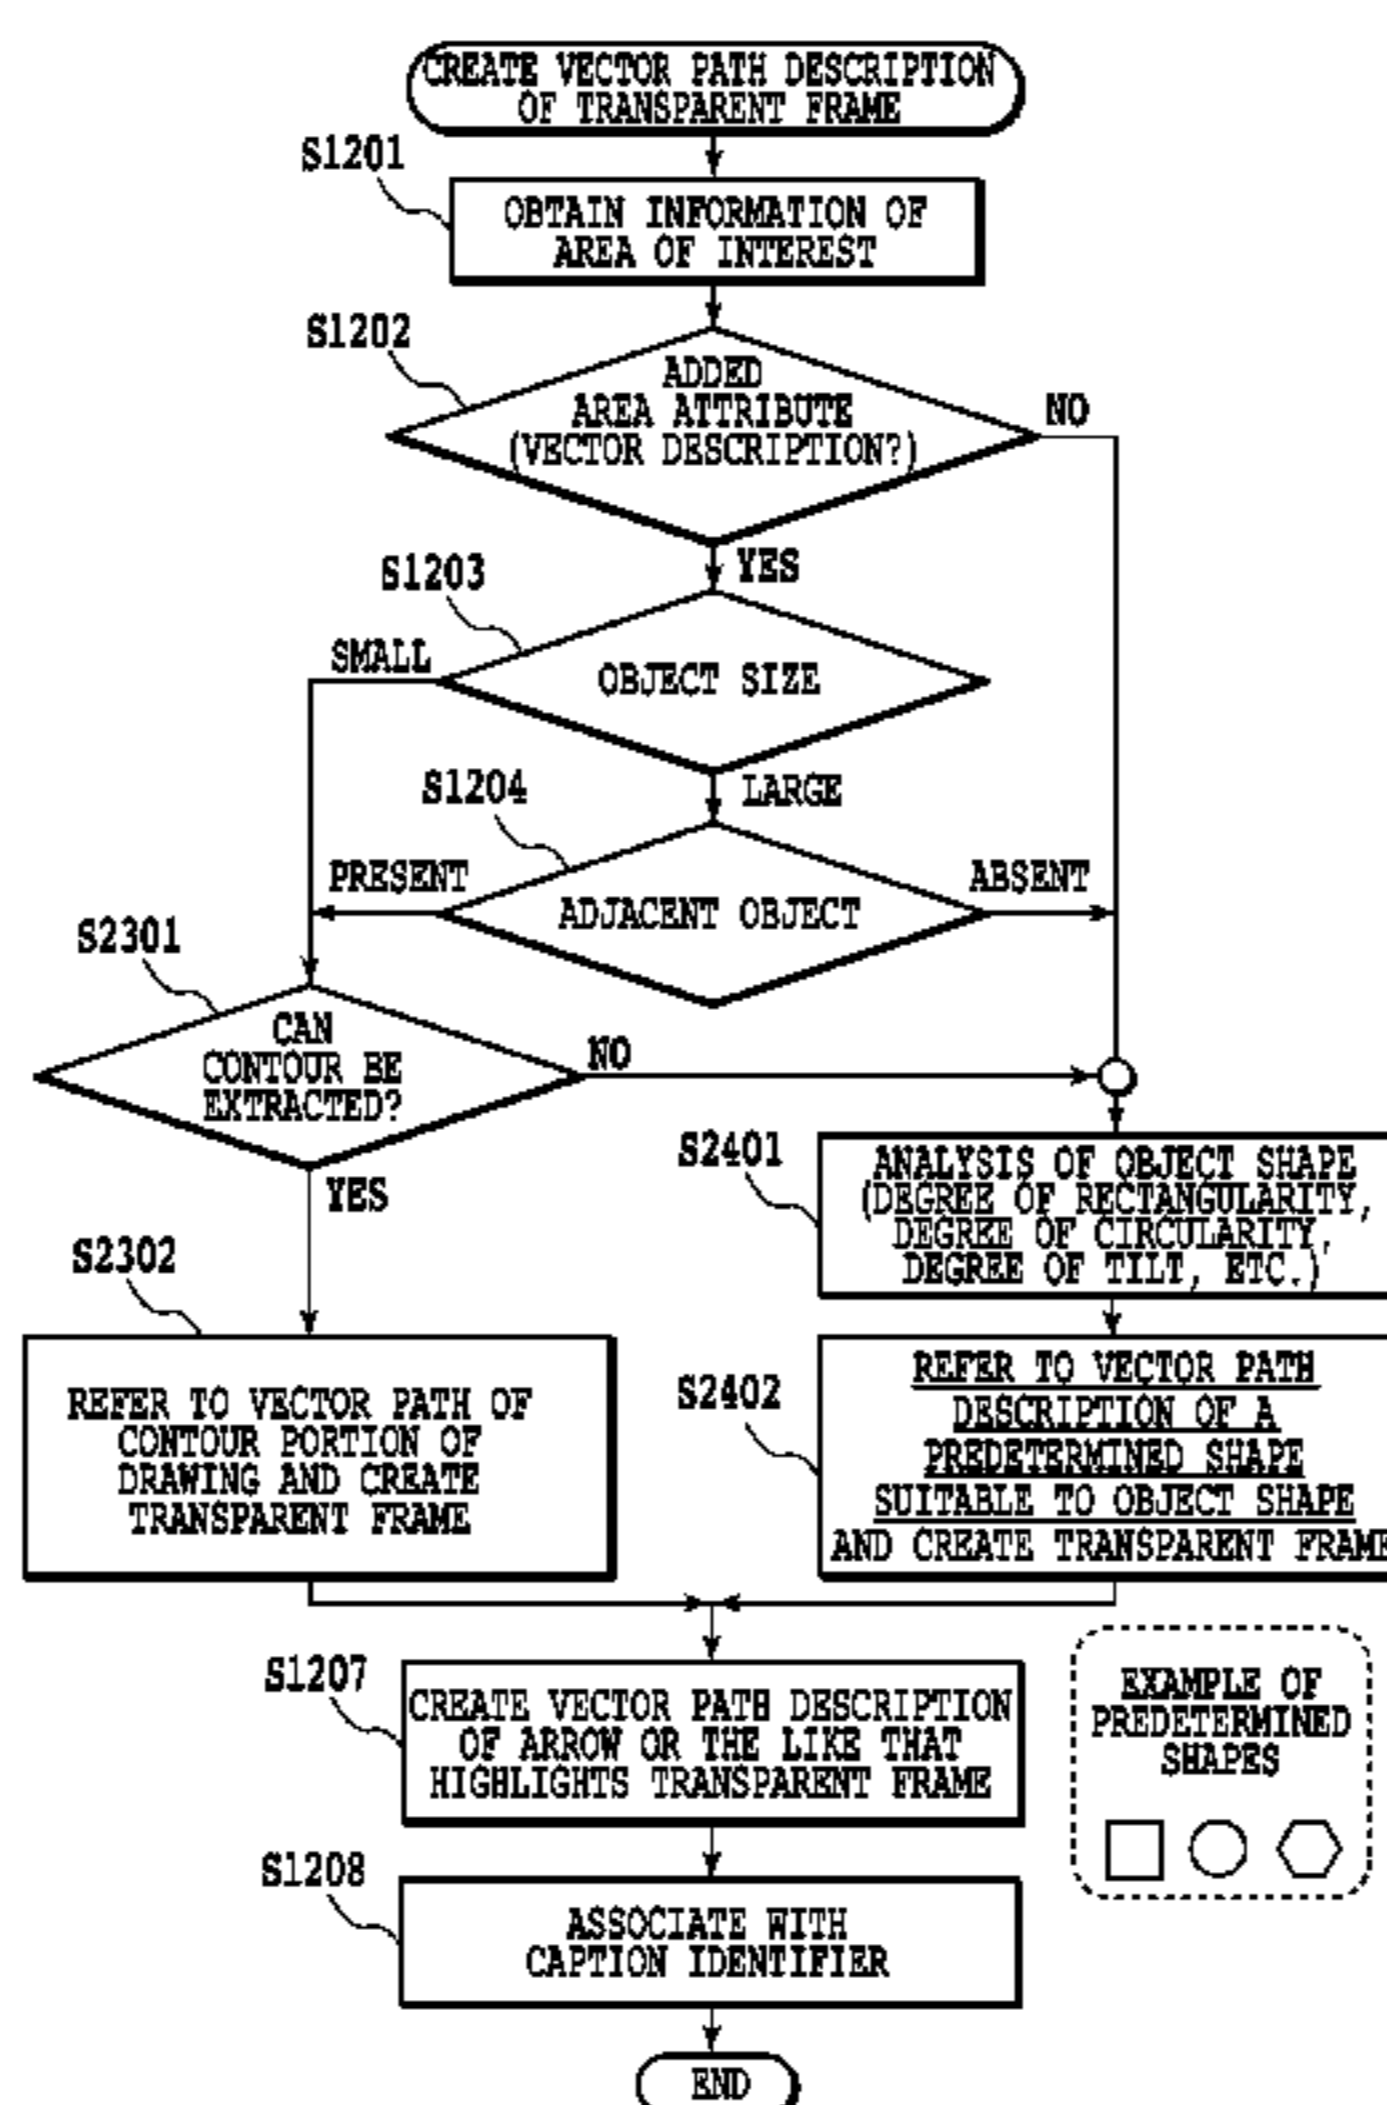 CREATE VECTOR PATH DESCRIPTION
OF TRANSPARENT FRAME
S1201
OBTAIN INFORMATION OF
AREA OF INTEREST
S1202
ADDED
AREA ATTRIBUTE
(VECTOR DESCRIPTION?)
NO
YES
S1203
SMALL
OBJECT SIZE
LARGE
S1204
PRESENT
ADJACENT OBJECT
ABSENT
S2301
CAN
CONTOUR BE
EXTRACTED?
NO
YES
S2401
ANALYSIS OF OBJECT SHAPE
(DEGREE OF RECTANGULARITY,
DEGREE OF CIRCULARITY,
DEGREE OF TILT, ETC.)
S2302
REFER TO VECTOR PATH OF
CONTOUR PORTION OF
DRAWING AND CREATE
TRANSPARENT FRAME
S2402
REFER TO VECTOR PATH
DESCRIPTION OF A
PREDETERMINED SHAPE
SUITABLE TO OBJECT SHAPE
AND CREATE TRANSPARENT FRAME
S1207
CREATE VECTOR PATH DESCRIPTION
OF ARROW OR THE LIKE THAT
HIGHLIGHTS TRANSPARENT FRAME
EXAMPLE OF
PREDETERMINED
SHAPES
S1208
ASSOCIATE WITH
CAPTION IDENTIFIER
END